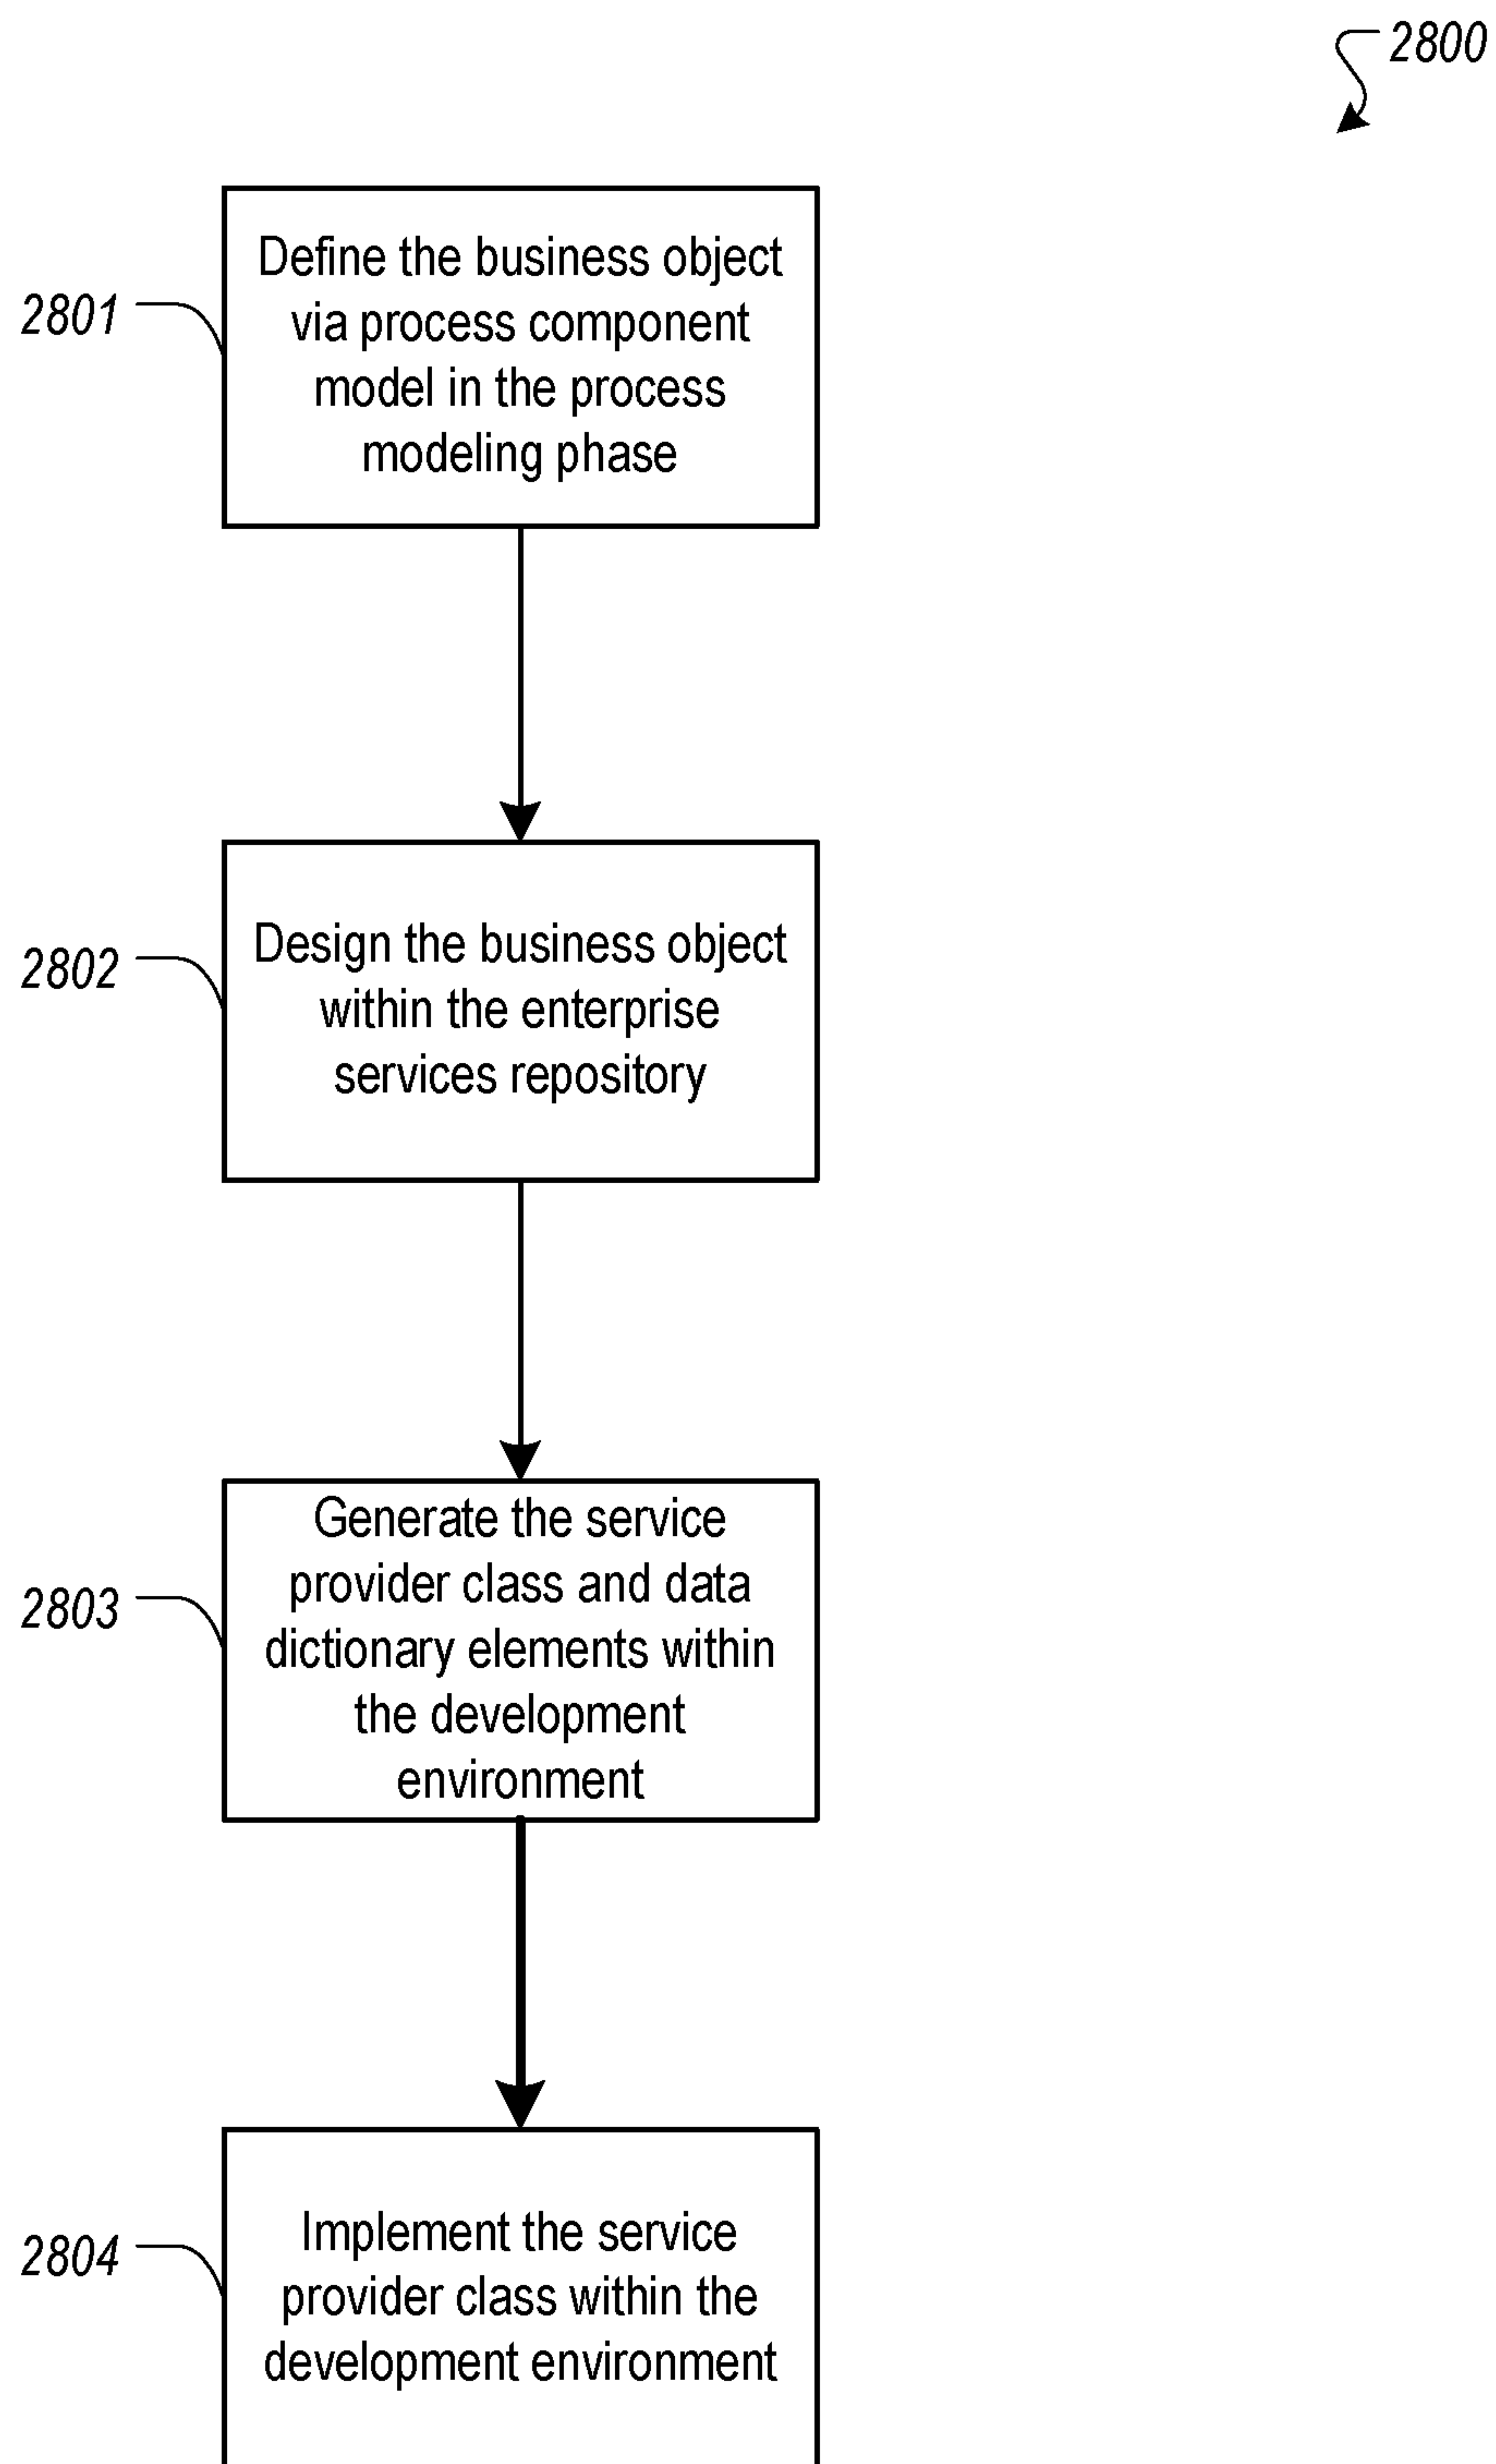 2800
2801
Define the business object
via process component
model in the process
modeling phase
2802
Design the business object
within the enterprise
services repository
2803
Generate the service
provider class and data
dictionary elements within
the development
environment
2804
Implement the service
provider class within the
development environment